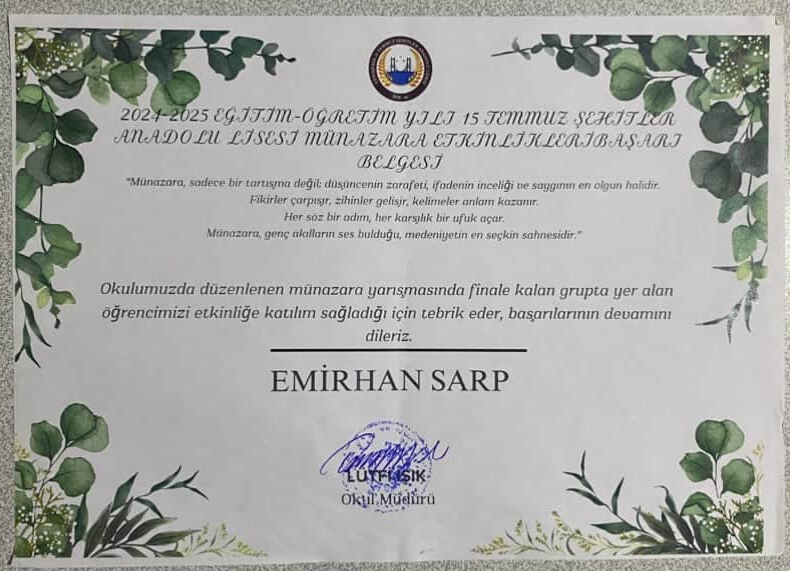 2024-2025 EĞİTİM-ÖĞRETİM YILI 15 TEMMUZ ŞEHİTLER
ANADOLU LİSESİ MÜNAZARA ETKİNLİKLERİBAŞARI
BELGESİ
"Münazara, sadece bir tartışma değil; düşüncenin zarafeti, ifadenin inceliği ve saygının en olgun halidir.
Fikirler çarpışır, zihinler gelişir, kelimeler anlam kazanır.
Her söz bir adım, her karşılık bir ufuk açar.
Münazara, genç akılların ses bulduğu, medeniyetin en seçkin sahnesidir."
Okulumuzda düzenlenen münazara yarışmasında finale kalan grupta yer alan
öğrencimizi etkinliğe katılım sağladığı için tebrik eder, başarılarının devamını
dileriz.
EMİRHAN SARP
LÜTFİ IŞIK
Okul Müdürü